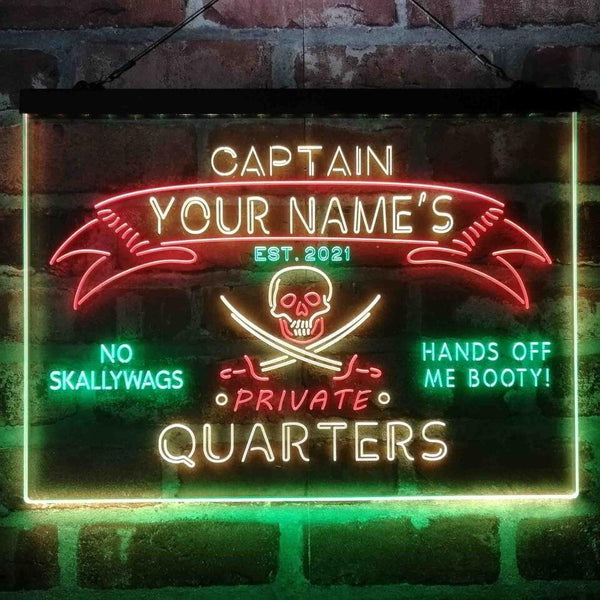 CAPTAIN
YOUR NAME'S
EST. 2021
NO
SKALLYWAGS
HANDS OFF
ME BOOTY!
PRIVATE
QUARTERS